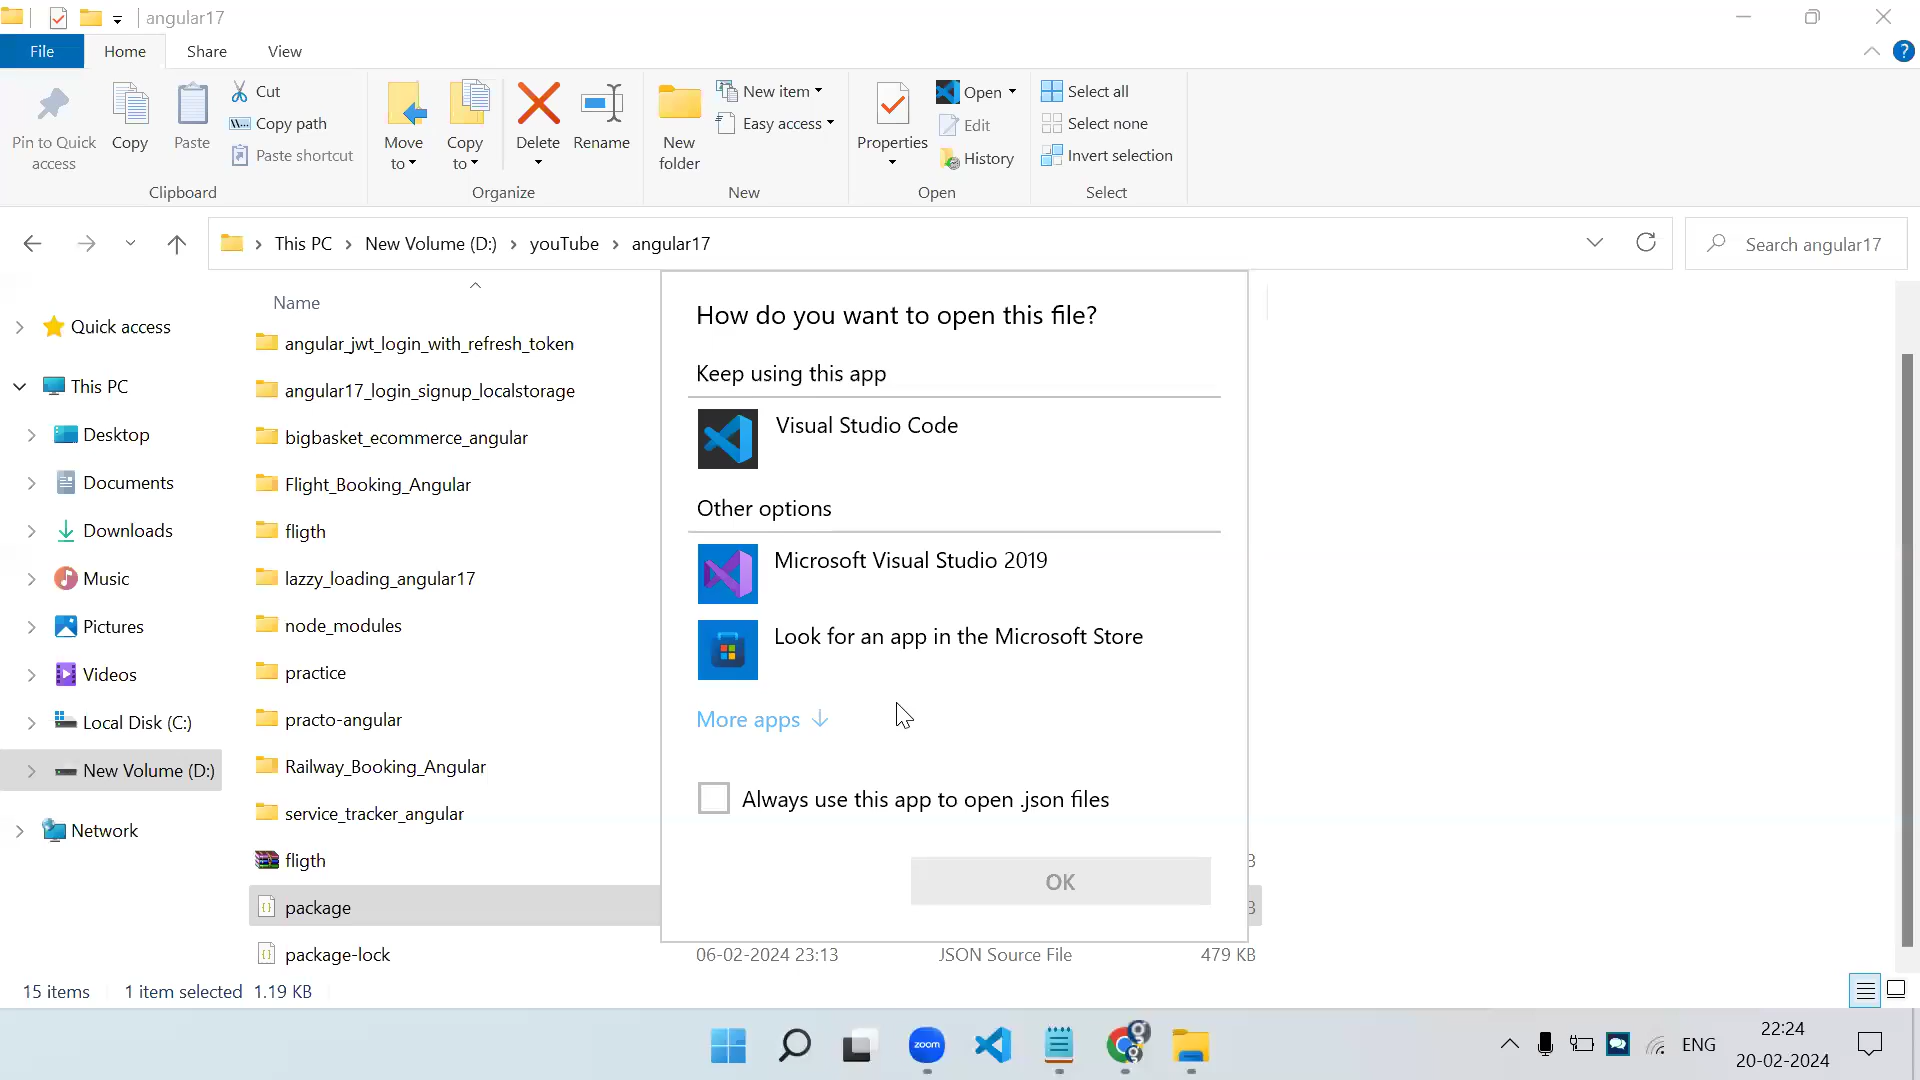 angular17
File Home Share View
Pin to Quick access
Copy
Paste
Cut
Copy path
Paste shortcut
Clipboard
Move to
Copy to
Delete
Rename
Organize
New folder
New item
Easy access
New
Properties
Open
Edit
History
Open
Select all
Select none
Invert selection
Select
This PC > New Volume (D:) > youTube > angular17
Search angular17
Quick access
This PC
Desktop
Documents
Downloads
Music
Pictures
Videos
Local Disk (C:)
New Volume (D:)
Network
Name
angular_jwt_login_with_refresh_token
angular17_login_signup_localstorage
bigbasket_ecommerce_angular
Flight_Booking_Angular
fligth
lazzy_loading_angular17
node_modules
practice
practo-angular
Railway_Booking_Angular
service_tracker_angular
fligth
package
package-lock 06-02-2024 23:13 JSON Source File 479 KB
How do you want to open this file?
Keep using this app
Visual Studio Code
Other options
Microsoft Visual Studio 2019
Look for an app in the Microsoft Store
More apps
Always use this app to open .json files
OK
15 items 1 item selected 1.19 KB
zoom
ENG
22:24
20-02-2024